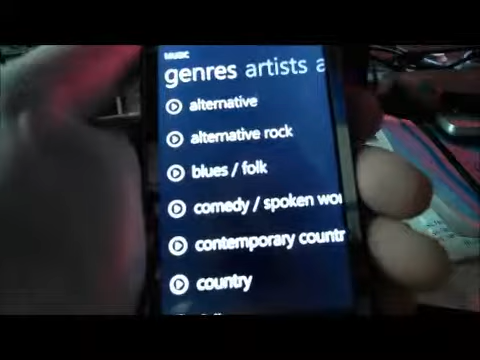 MUSIC
genres artists a
alternative
alternative rock
blues / folk
comedy / spoken wo
contemporary countr
country